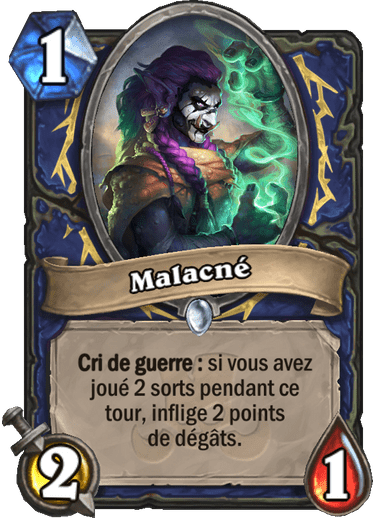 1
Malacné
Cri de guerre : si vous avez
joué 2 sorts pendant ce
tour, inflige 2 points
de dégâts.
2
1